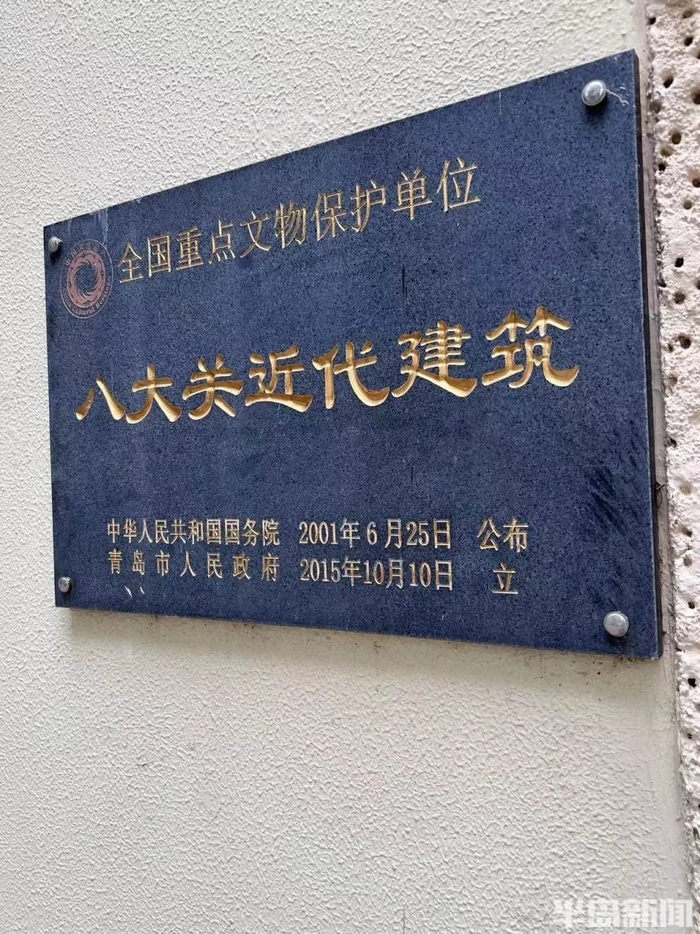 全国重点文物保护单位
八大关近代建筑
中华人民共和国国务院 2001年6月25日 公布
青岛市人民政府 2015年10月10日 立
半岛新闻